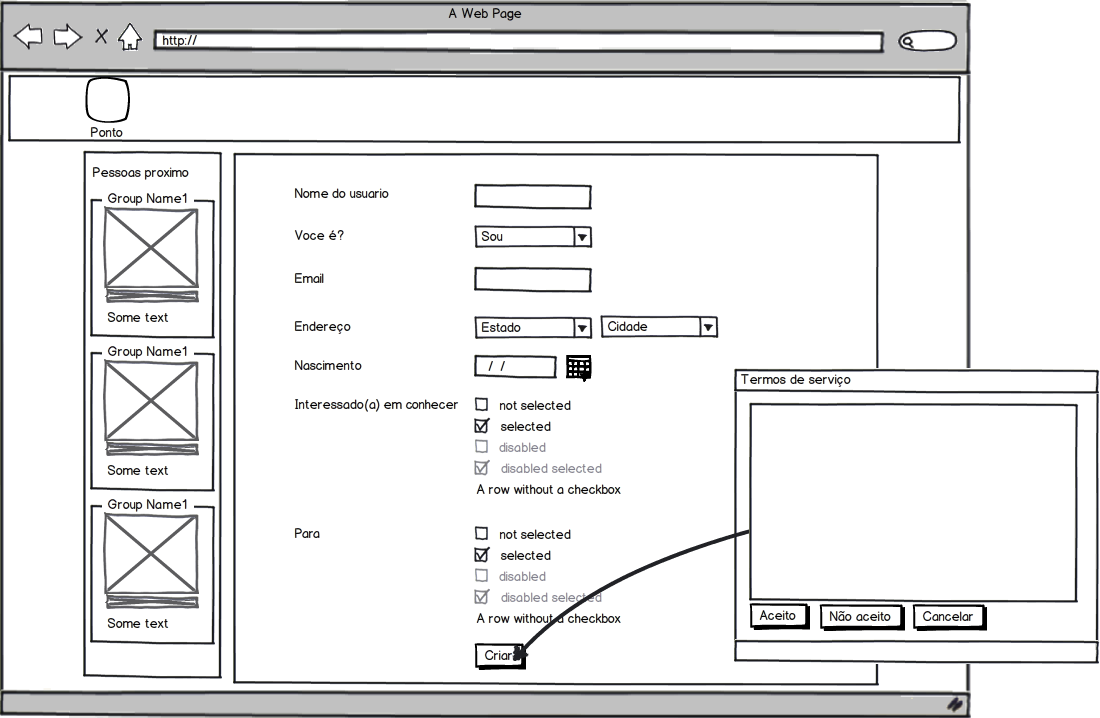 A Web Page
http://
Ponto
Pessoas proximo
Group Name1
Some text
Group Name1
Some text
Group Name1
Some text
Nome do usuario
Voce é? Sou
Email
Endereço Estado Cidade
Nascimento / /
Interessado(a) em conhecer
not selected
selected
disabled
disabled selected
A row without a checkbox
Para
not selected
selected
disabled
disabled selected
A row without a checkbox
Criar
Termos de serviço
Aceito Não aceito Cancelar